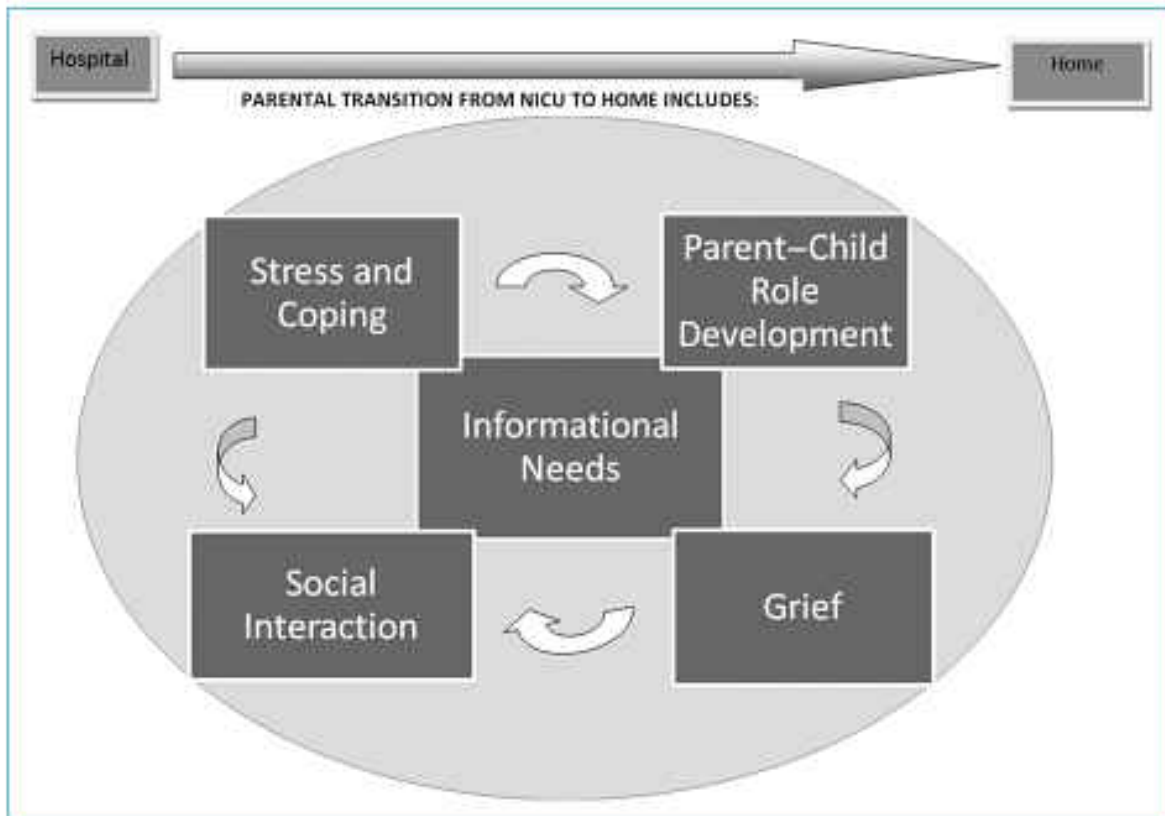 Hospital
Home
PARENTAL TRANSITION FROM NICU TO HOME INCLUDES:
Stress and
Coping
Parent–Child
Role
Development
Informational
Needs
Social
Interaction
Grief